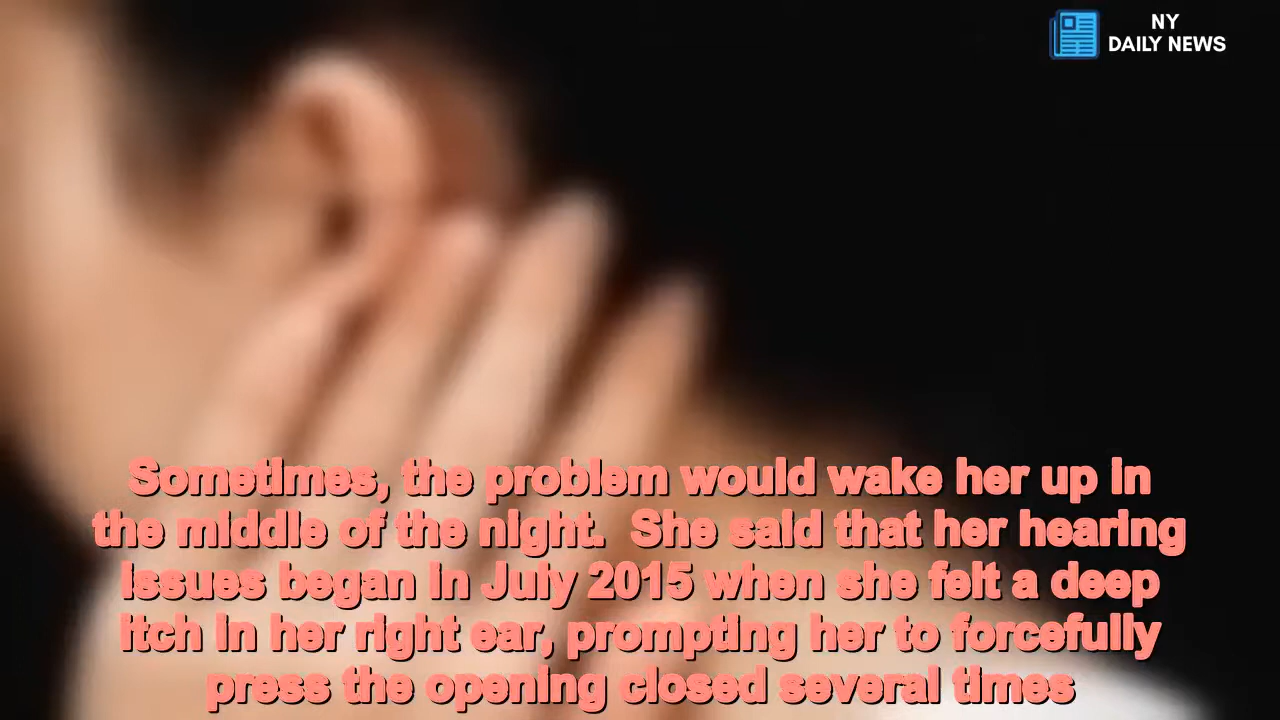 NY
DAILY NEWS
Sometimes, the problem would wake her up in
the middle of the night.  She said that her hearing
issues began in July 2015 when she felt a deep
itch in her right ear, prompting her to forcefully
press the opening closed several times